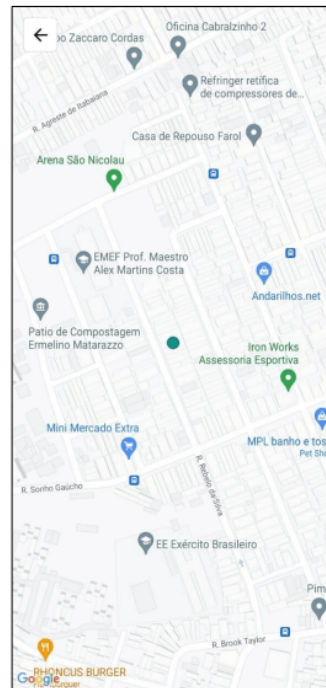 Oficina Cabralzinho 2
po Zaccaro Cordas
Refringer retífica
de compressores de...
R. Agreste de Itabaiana
Casa de Repouso Farol
Arena São Nicolau
EMEF Prof. Maestro
Alex Martins Costa
Andarilhos.net
Patio de Compostagem
Ermelino Matarazzo
Iron Works
Assessoria Esportiva
Mini Mercado Extra
MPL banho e tos
Pet Sho
R. Sonho Gaúcho
R. Rebelo da Silva
EE Exército Brasileiro
Pim
R. Brook Taylor
RHONCUS BURGER
Google